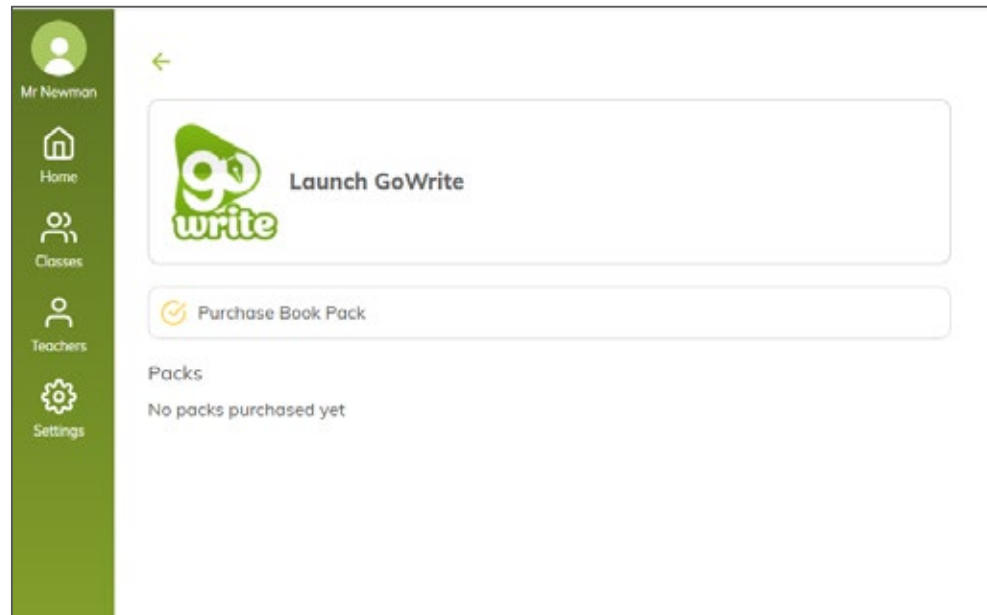 Mr Newman
Home
Classes
Teachers
Settings
go
write
Launch GoWrite
Purchase Book Pack
Packs
No packs purchased yet